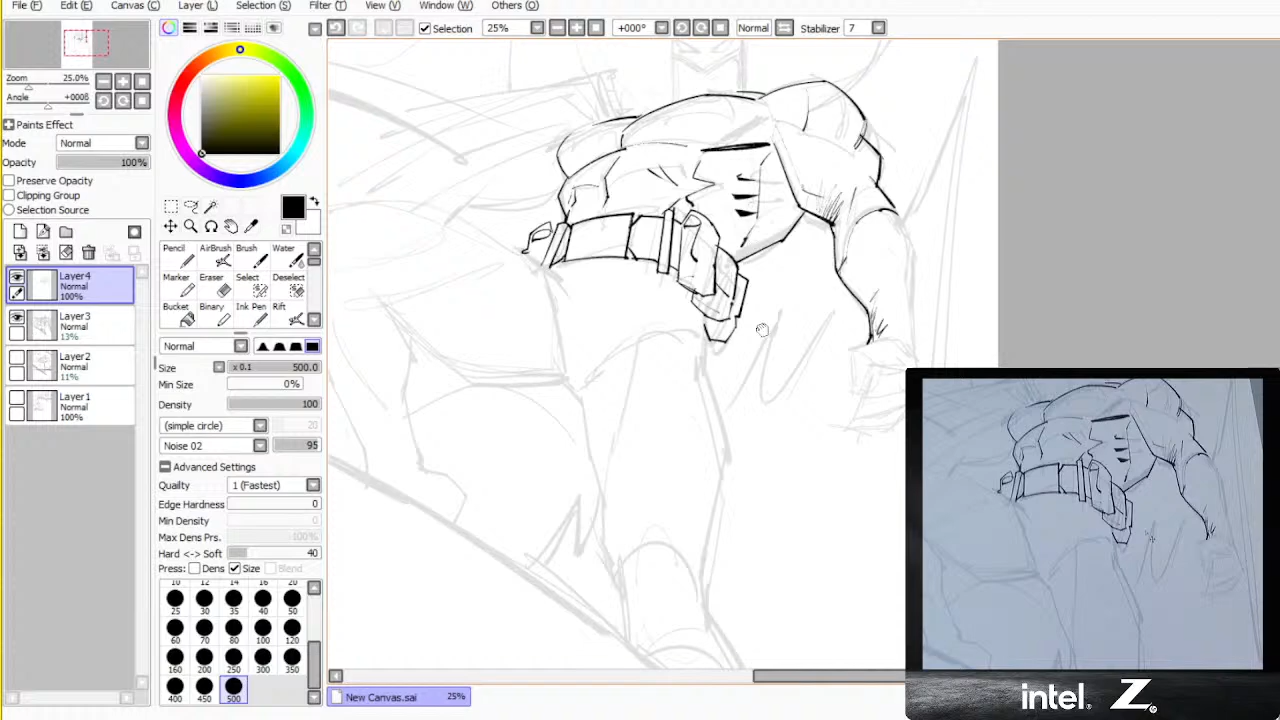 File (F) Edit (E) Canvas (C) Layer (L) Selection (S) Filter (T) View (V) Window (W) Others (O)
Selection 25% +000° Normal Stabilizer 7
Zoom 25.0%
Angle +000ß
Paints Effect
Mode Normal
Opacity 100%
Preserve Opacity
Clipping Group
Selection Source
Layer4
Normal
100%
Layer3
Normal
13%
Layer2
Normal
11%
Layer1
Normal
100%
Pencil AirBrush Brush Water
Marker Eraser Select Deselect
Bucket Binary Ink Pen Rift
Normal
Size x 0.1 500.0
Min Size 0%
Density 100
(simple circle) 20
Noise 02 95
Advanced Settings
Quailty 1 (Fastest)
Edge Hardness 0
Min Density 0
Max Dens Prs. 100%
Hard <-> Soft 40
Press: Dens Size Blend
10 12 14 16 20
25 30 35 40 50
60 70 80 100 120
160 200 250 300 350
400 450 500
New Canvas.sai 25%
intel. Z